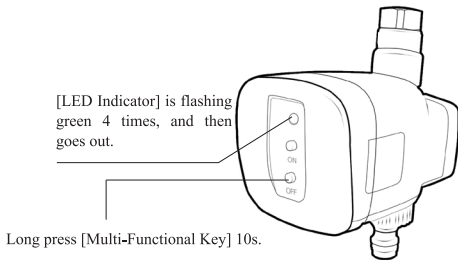 [LED Indicator] is flashing
green 4 times, and then
goes out.
ON
OFF
Long press [Multi-Functional Key] 10s.